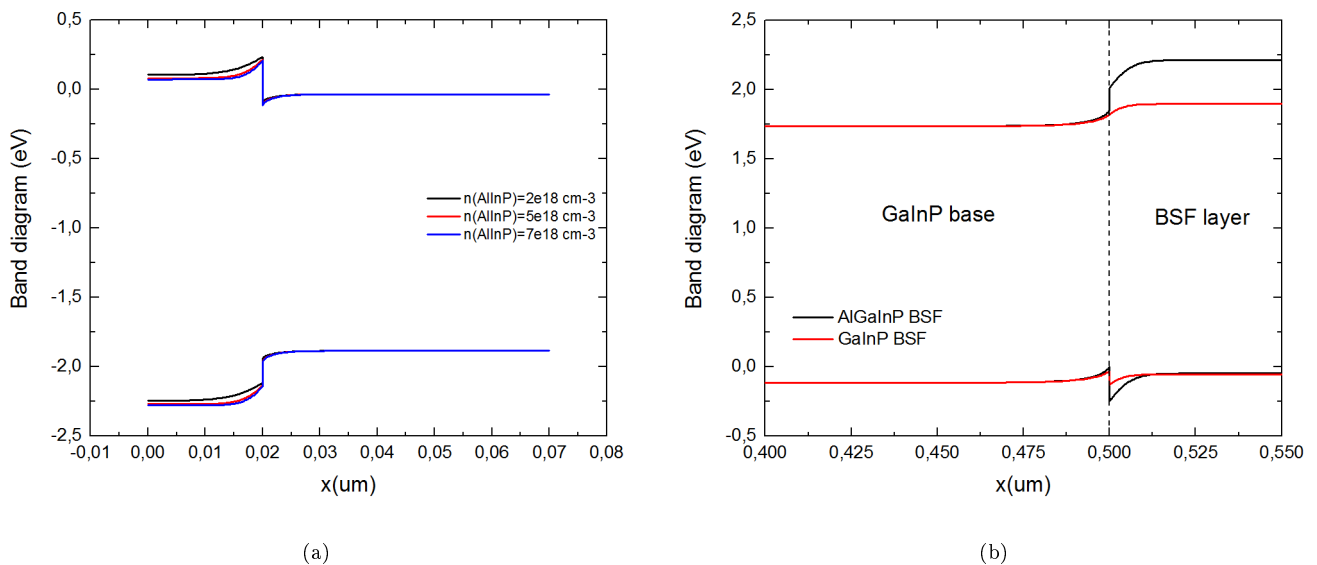 0,5
0,0
-0,5
-1,0
-1,5
-2,0
-2,5
Band diagram (eV)
n(AlInP)=2e18 cm-3
n(AlInP)=5e18 cm-3
n(AlInP)=7e18 cm-3
-0,01 0,00 0,01 0,02 0,03 0,04 0,05 0,06 0,07 0,08
x(um)
(a)
2,5
2,0
1,5
1,0
0,5
0,0
-0,5
Band diagram (eV)
GaInP base
BSF layer
AlGaInP BSF
GaInP BSF
0,400 0,425 0,450 0,475 0,500 0,525 0,550
x(um)
(b)